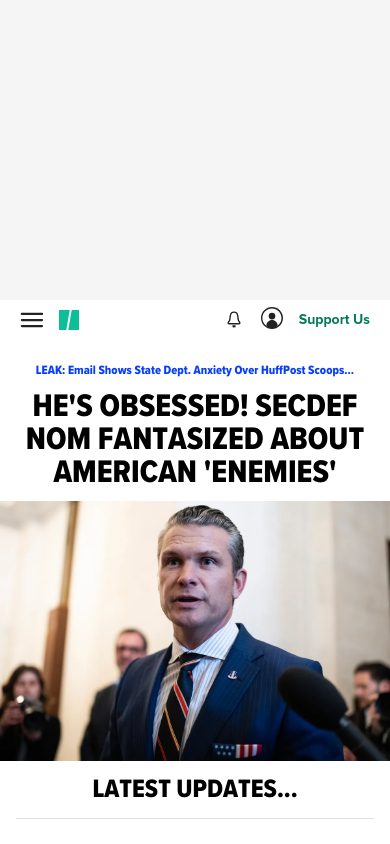 Support Us
LEAK: Email Shows State Dept. Anxiety Over HuffPost Scoops...
HE'S OBSESSED! SECDEF
NOM FANTASIZED ABOUT
AMERICAN 'ENEMIES'
LATEST UPDATES...